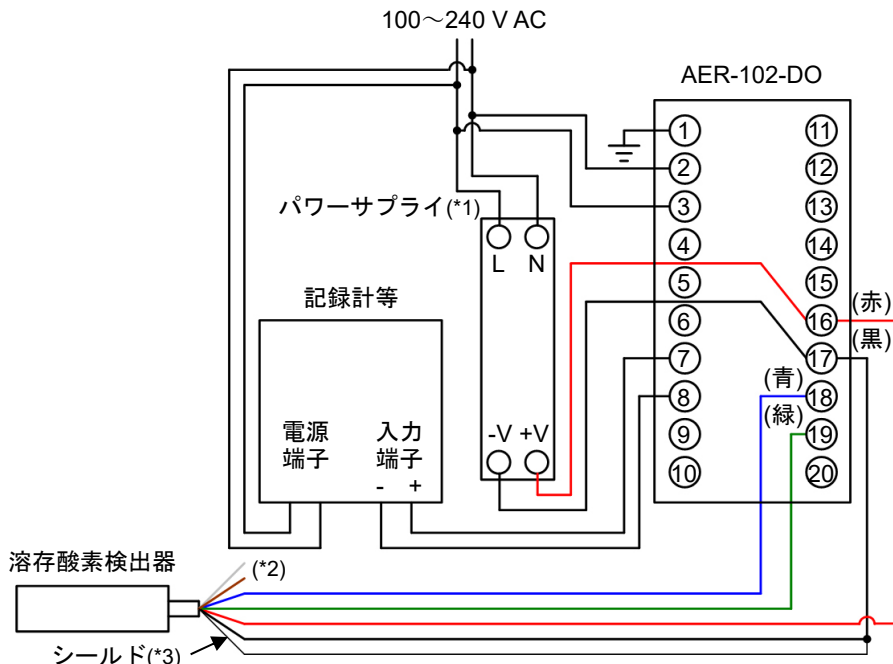 100～240 V AC
AER-102-DO
パワーサプライ(*1)
L N
記録計等
電源
端子
入力
端子
- +
-V +V
① ⑪
② ⑫
③ ⑬
④ ⑭
⑤ ⑮
⑥ ⑯ (赤)
⑦ ⑰ (黒)
⑧ (青) ⑱
⑨ (緑) ⑲
⑩ ⑳
溶存酸素検出器
(*2)
シールド(*3)